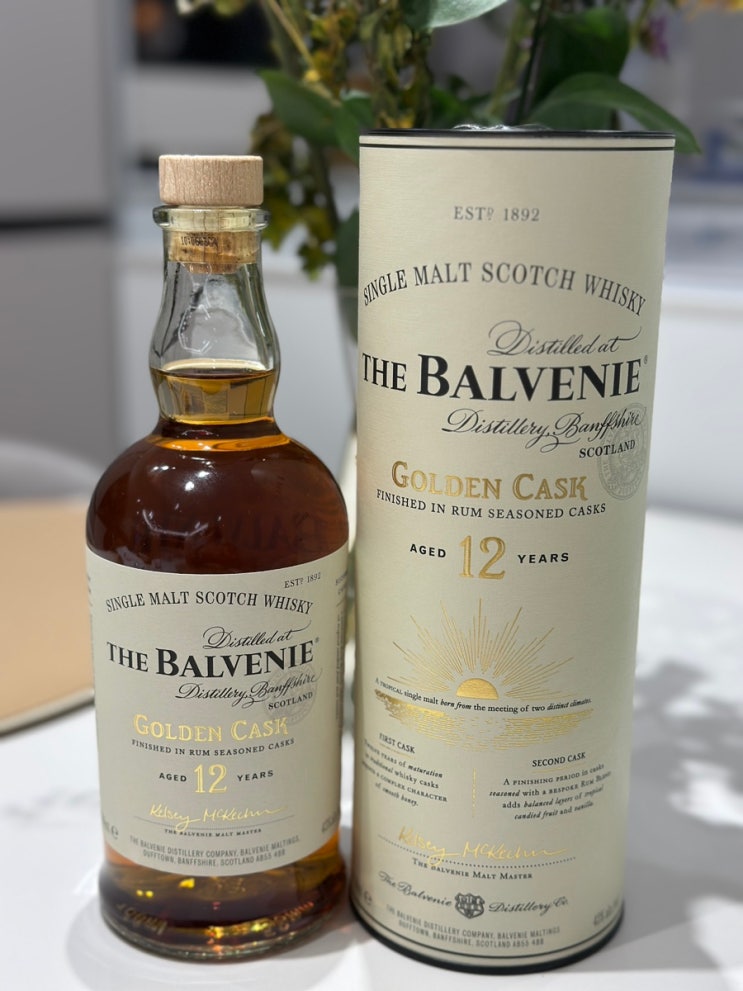 EST^D 1892
SINGLE MALT SCOTCH WHISKY
Distilled at
THE BALVENIE®
Distillery, Banffshire
SCOTLAND
GOLDEN CASK
FINISHED IN RUM SEASONED CASKS
AGED 12 YEARS
Kelsey McKechnie
THE BALVENIE MALT MASTER
THE BALVENIE DISTILLERY COMPANY, BALVENIE MALTINGS,
DUFFTOWN, BANFFSHIRE, SCOTLAND AB55 4BB
EST^D 1892
SINGLE MALT SCOTCH WHISKY
Distilled at
THE BALVENIE®
Distillery, Banffshire
SCOTLAND
GOLDEN CASK
FINISHED IN RUM SEASONED CASKS
AGED 12 YEARS
A TROPICAL single malt born from the meeting of two distinct climates.
FIRST CASK
YEARS of maturation
traditional whisky casks
a COMPLEX CHARACTER
of smooth honey.
SECOND CASK
A FINISHING PERIOD in casks
seasoned with a BESPOKE RUM BLEND
adds balanced layers of tropical
candied fruit and vanilla.
Kelsey McKechnie
THE BALVENIE MALT MASTER
The Balvenie Distillery Co.
THE BALVENIE DISTILLERY COMPANY, BALVENIE MALTINGS,
DUFFTOWN, BANFFSHIRE, SCOTLAND AB55 4BB